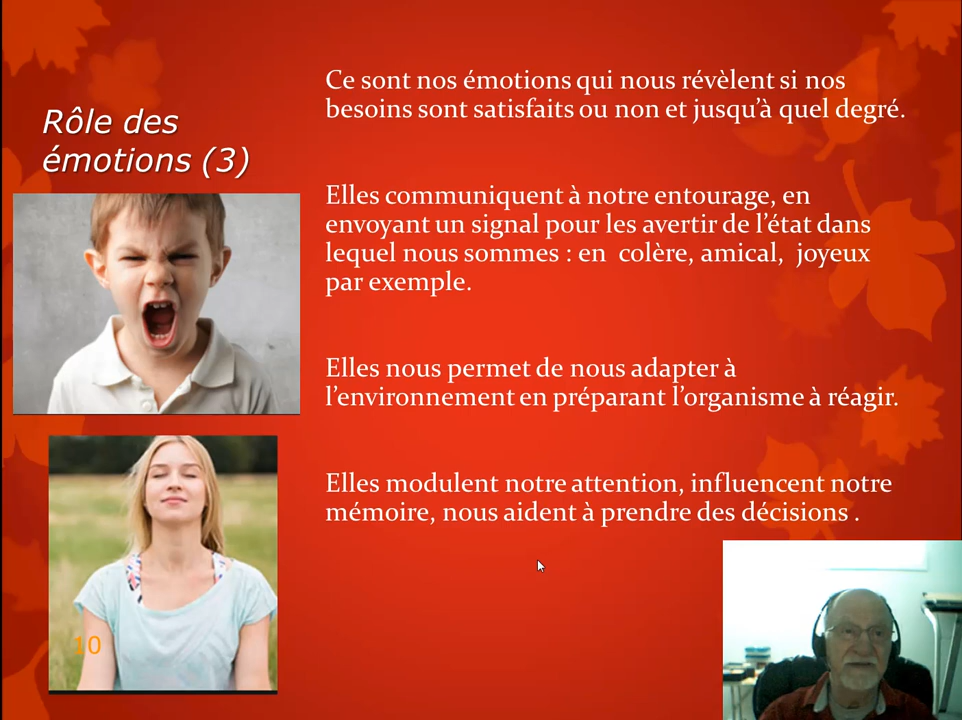 Rôle des
émotions (3)
Ce sont nos émotions qui nous révèlent si nos
besoins sont satisfaits ou non et jusqu’à quel degré.
Elles communiquent à notre entourage, en
envoyant un signal pour les avertir de l’état dans
lequel nous sommes : en  colère, amical,  joyeux
par exemple.
Elles nous permet de nous adapter à
l’environnement en préparant l’organisme à réagir.
Elles modulent notre attention, influencent notre
mémoire, nous aident à prendre des décisions .
10